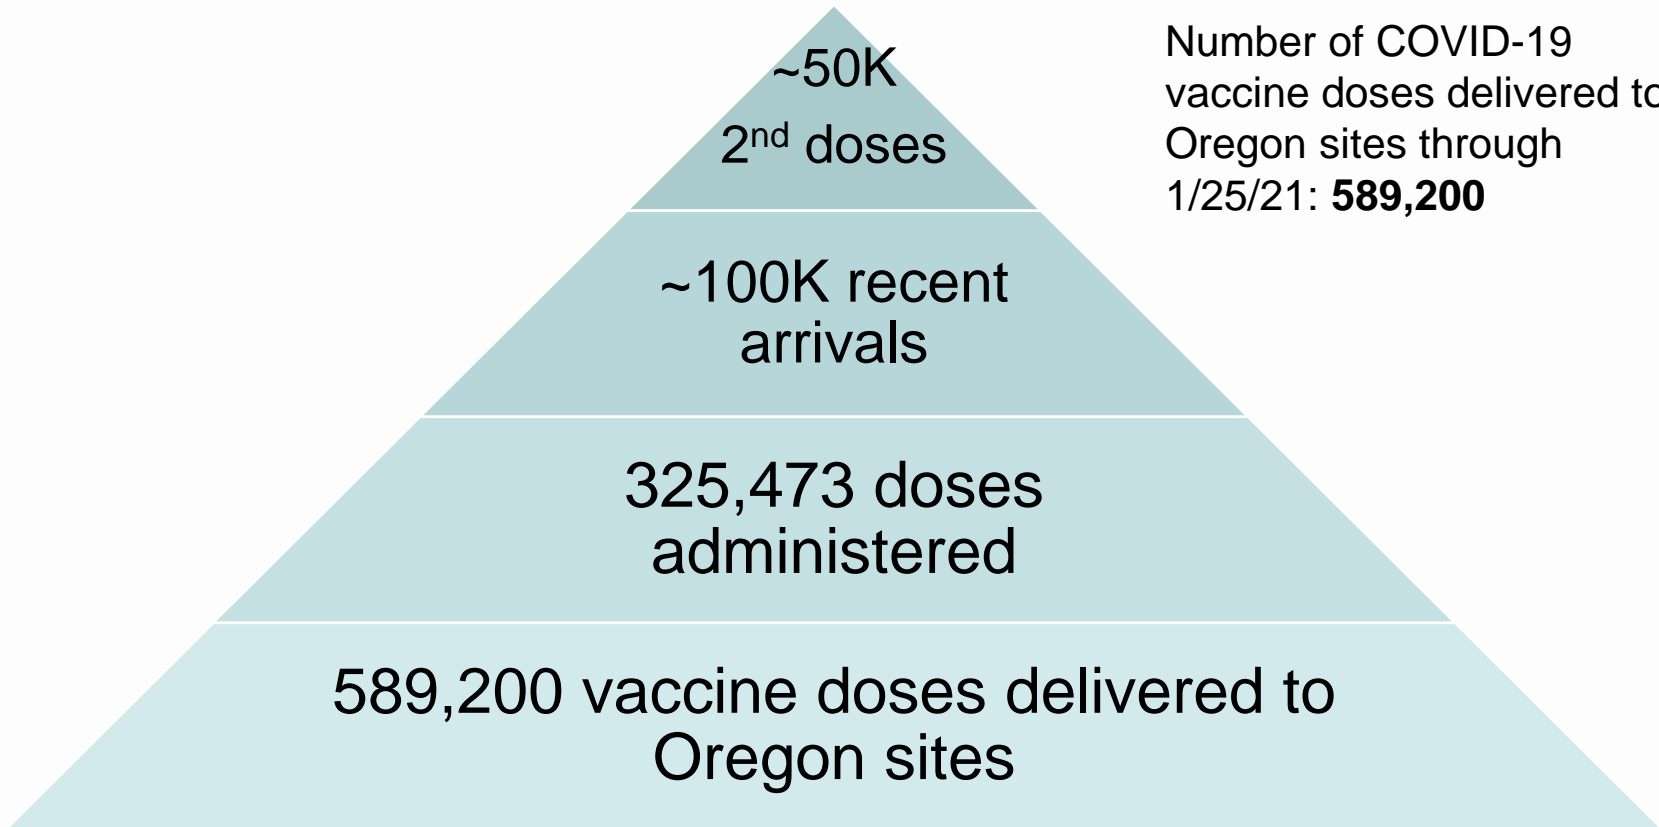 ~50K
2nd doses
~100K recent
arrivals
325,473 doses
administered
589,200 vaccine doses delivered to
Oregon sites
Number of COVID-19
vaccine doses delivered to
Oregon sites through
1/25/21: 589,200